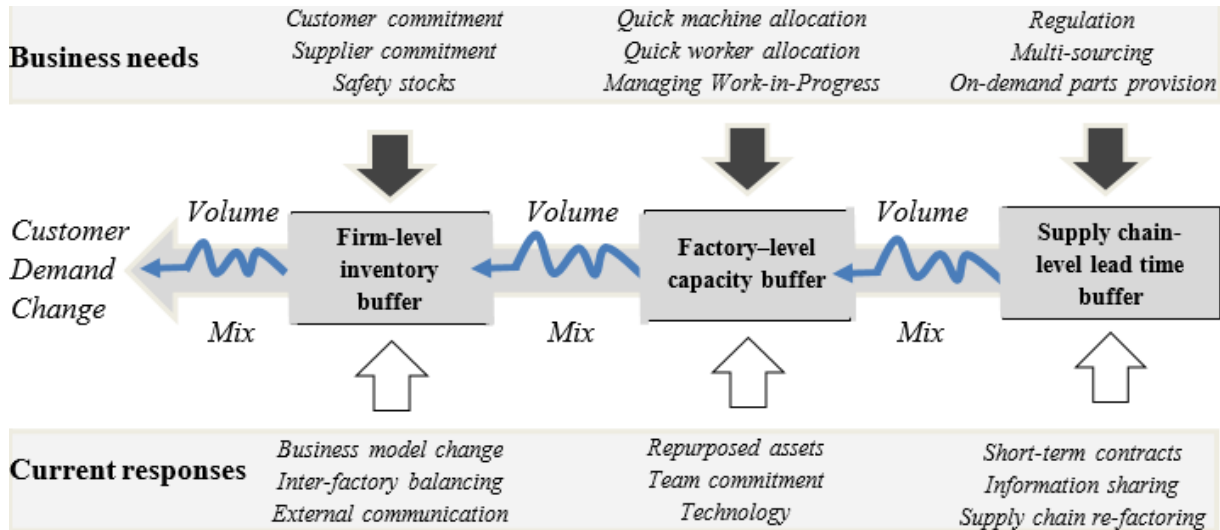 Business needs
Customer commitment
Supplier commitment
Safety stocks
Quick machine allocation
Quick worker allocation
Managing Work-in-Progress
Regulation
Multi-sourcing
On-demand parts provision
Customer
Demand
Change
Volume
Mix
Firm-level
inventory
buffer
Volume
Mix
Factory–level
capacity buffer
Volume
Mix
Supply chain-
level lead time
buffer
Current responses
Business model change
Inter-factory balancing
External communication
Repurposed assets
Team commitment
Technology
Short-term contracts
Information sharing
Supply chain re-factoring